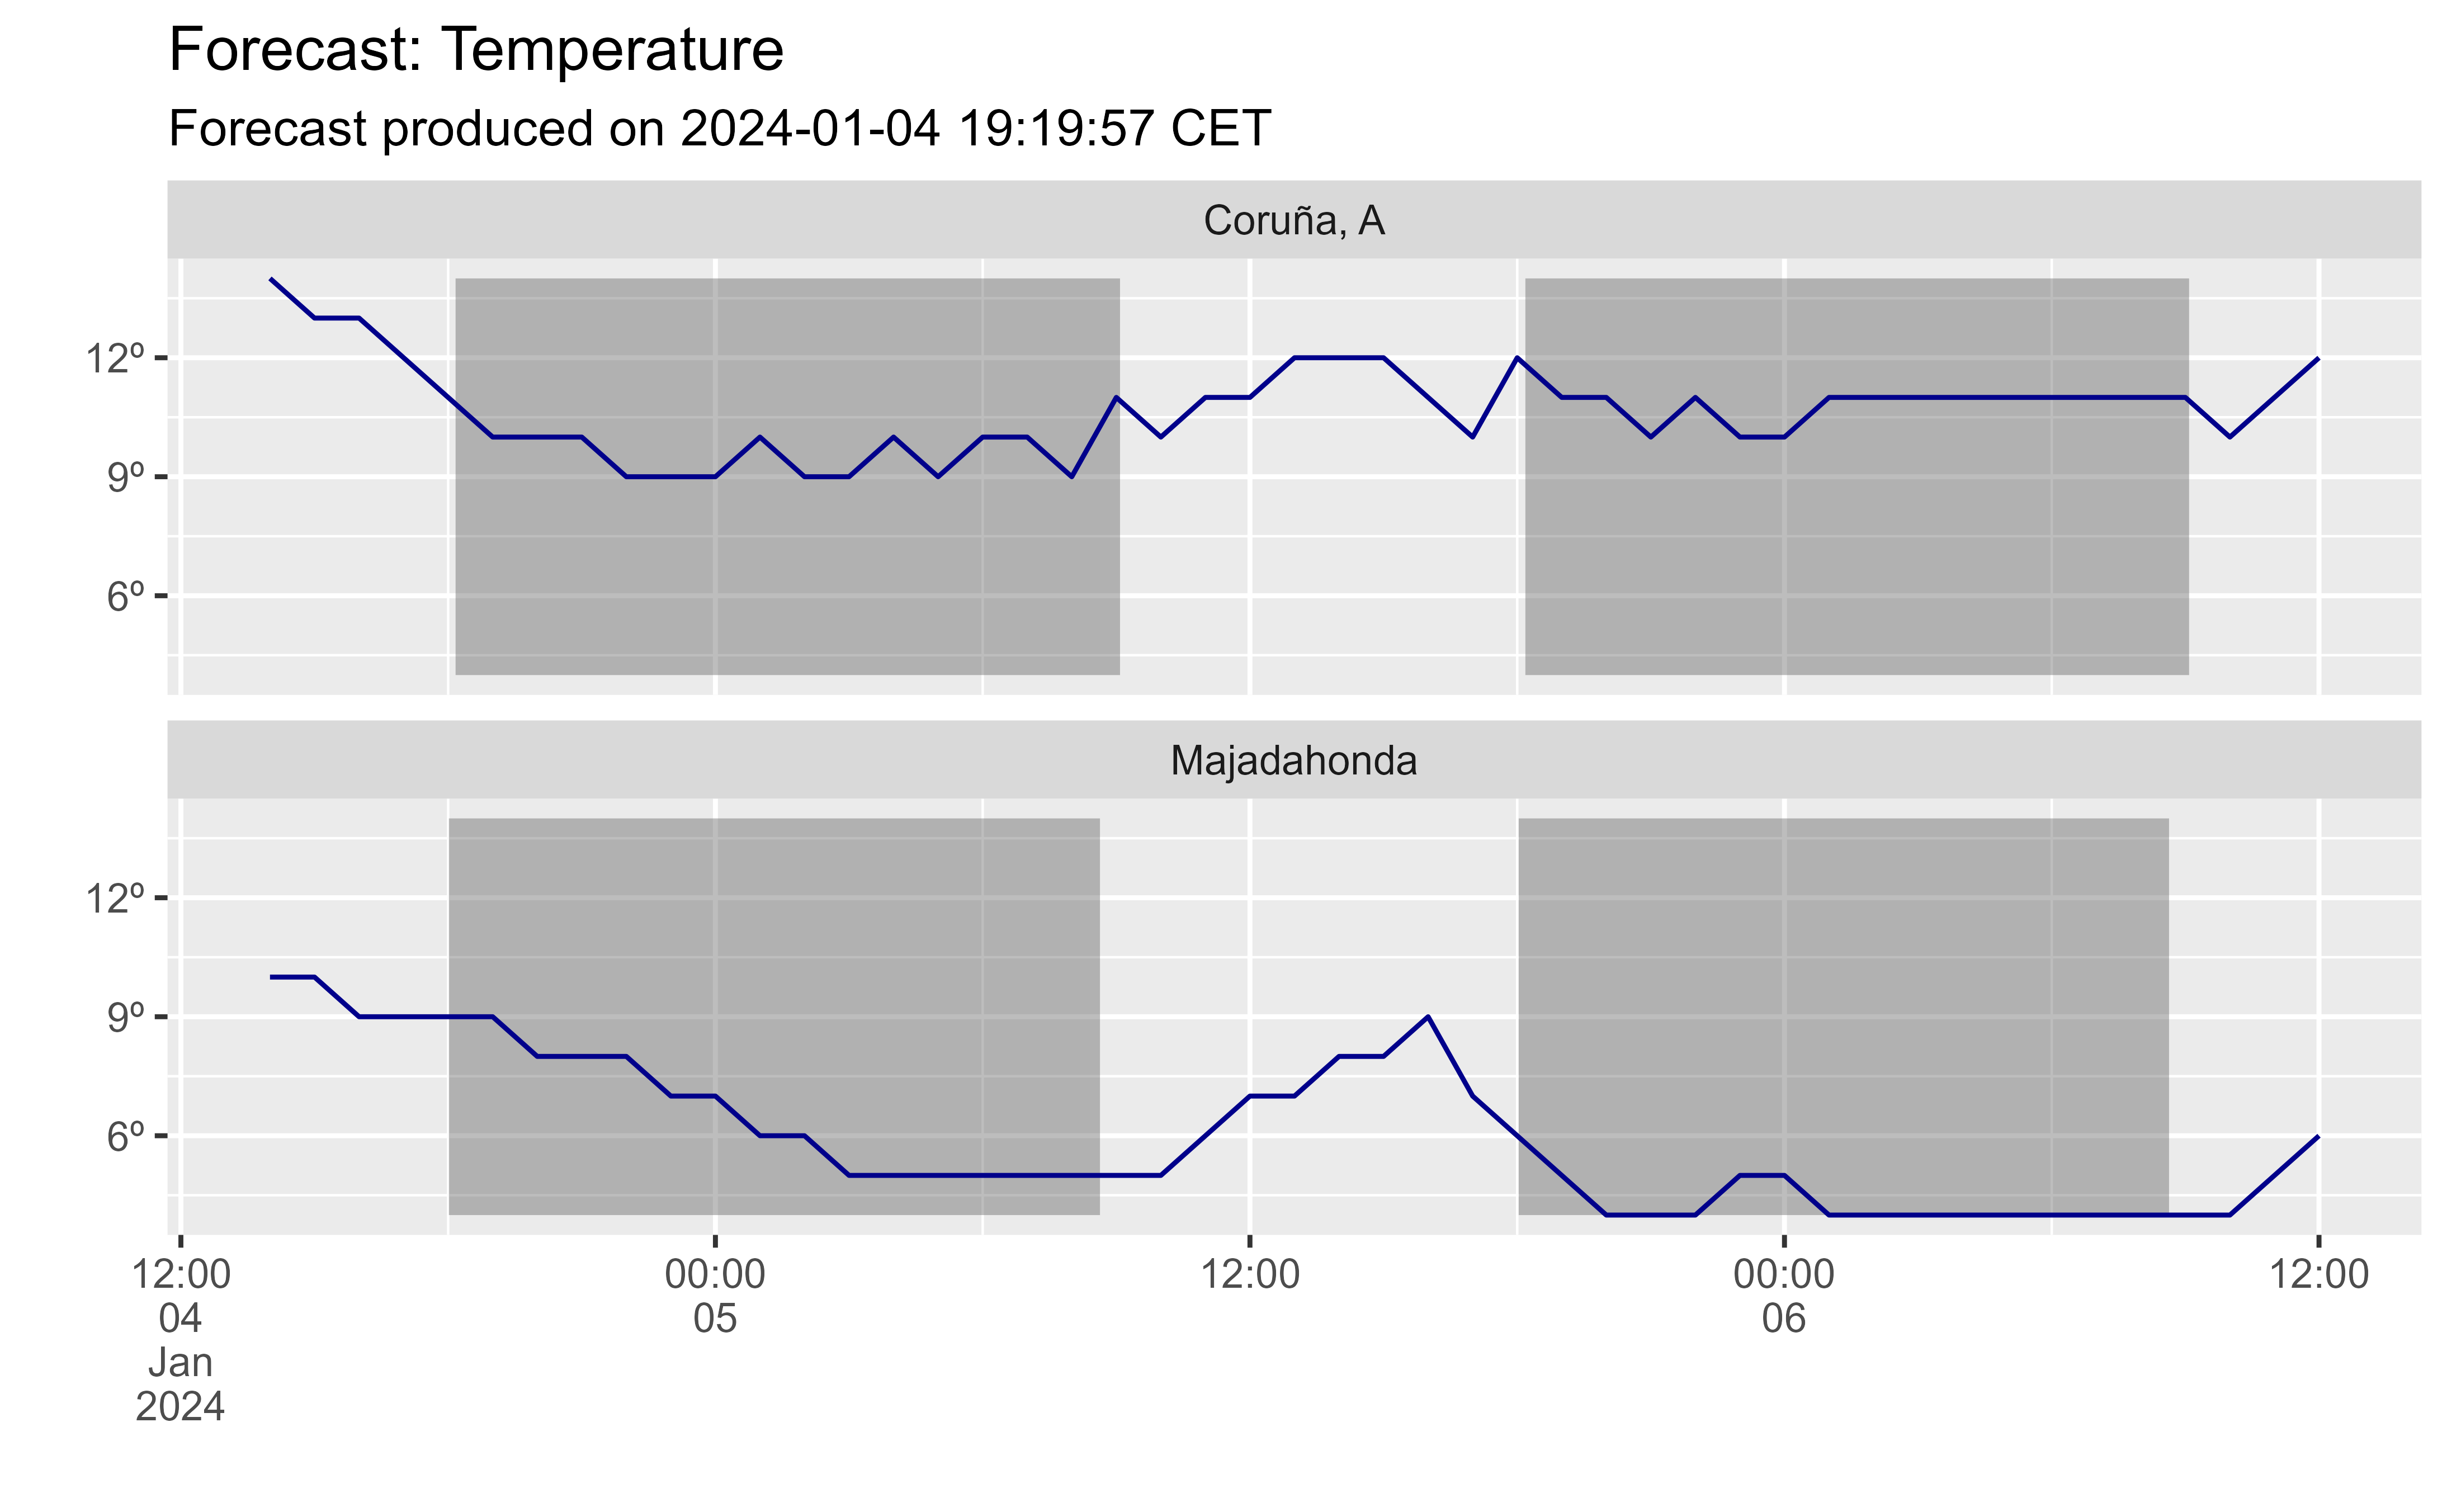 Forecast: Temperature
Forecast produced on 2024-01-04 19:19:57 CET
Coruña, A
12º
9º
6º
Majadahonda
12º
9º
6º
12:00 00:00 12:00 00:00 12:00
04 05 06
Jan
2024